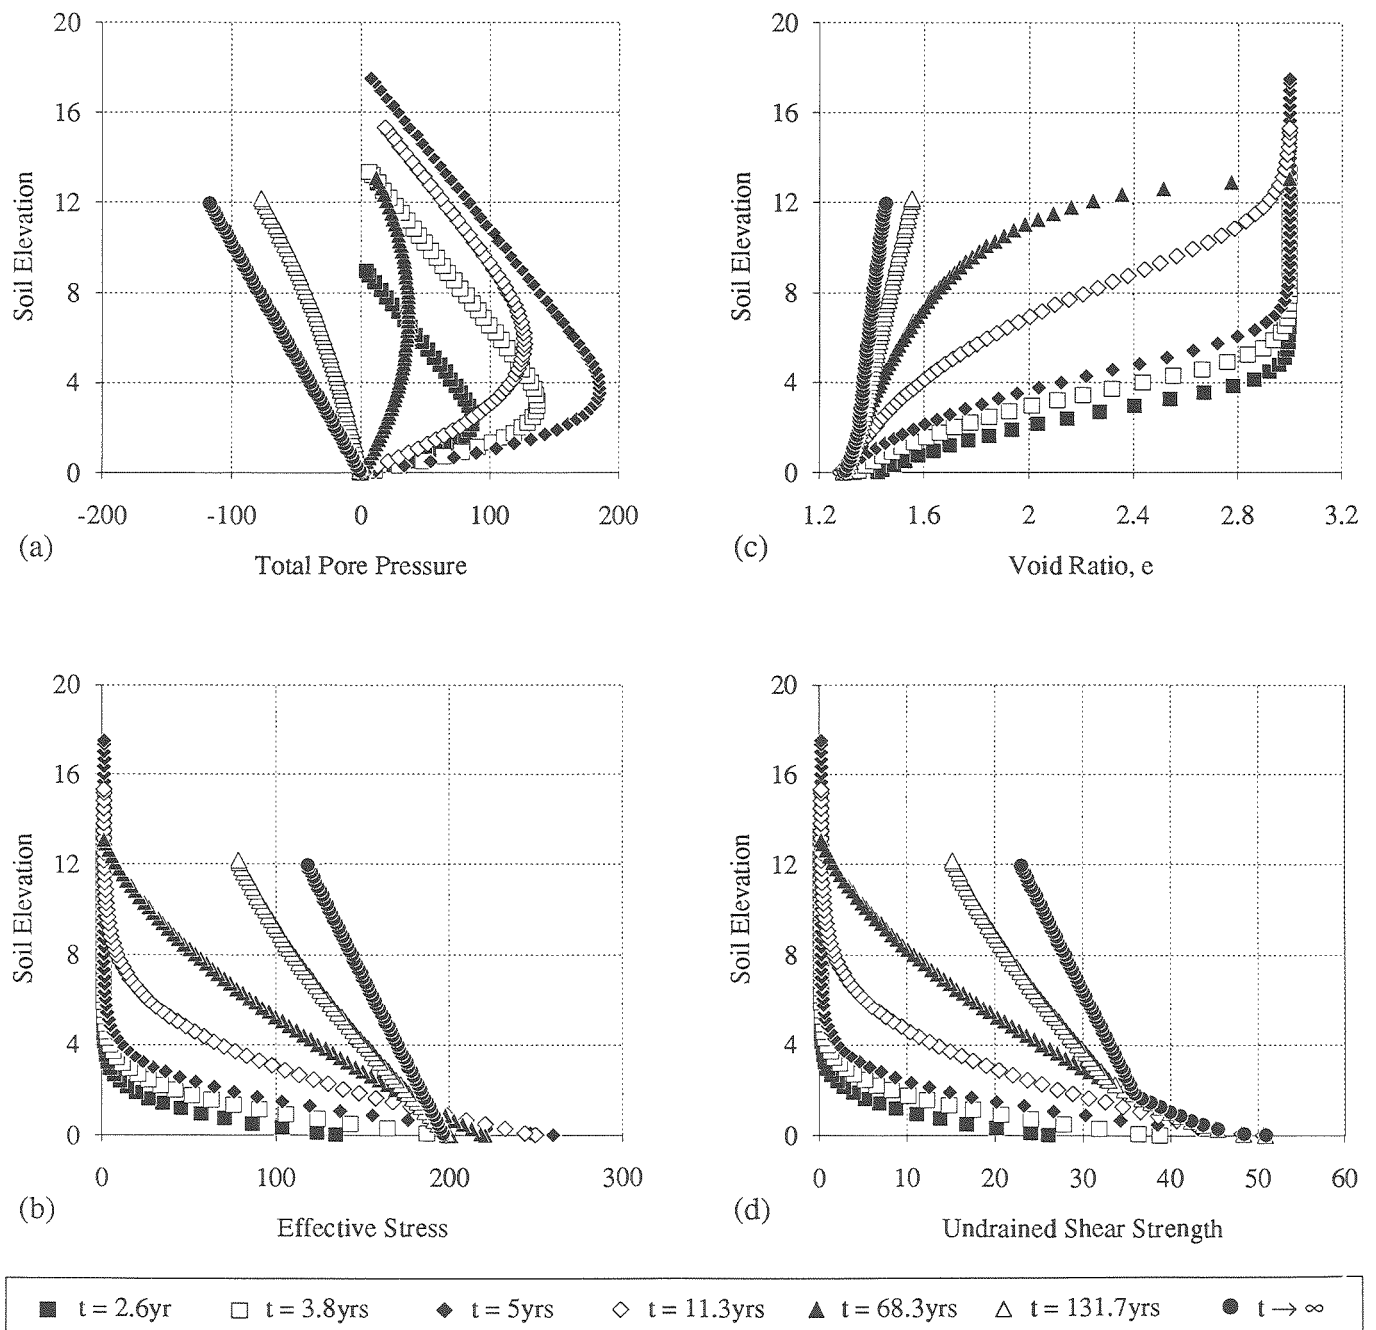 20
16
12
8
4
0
Soil Elevation
-200 -100 0 100 200
(a)
Total Pore Pressure
20
16
12
8
4
0
Soil Elevation
1.2 1.6 2 2.4 2.8 3.2
(c)
Void Ratio, e
20
16
12
8
4
0
Soil Elevation
0 100 200 300
(b)
Effective Stress
20
16
12
8
4
0
Soil Elevation
0 10 20 30 40 50 60
(d)
Undrained Shear Strength
t = 2.6yr t = 3.8yrs t = 5yrs t = 11.3yrs t = 68.3yrs t = 131.7yrs t → ∞